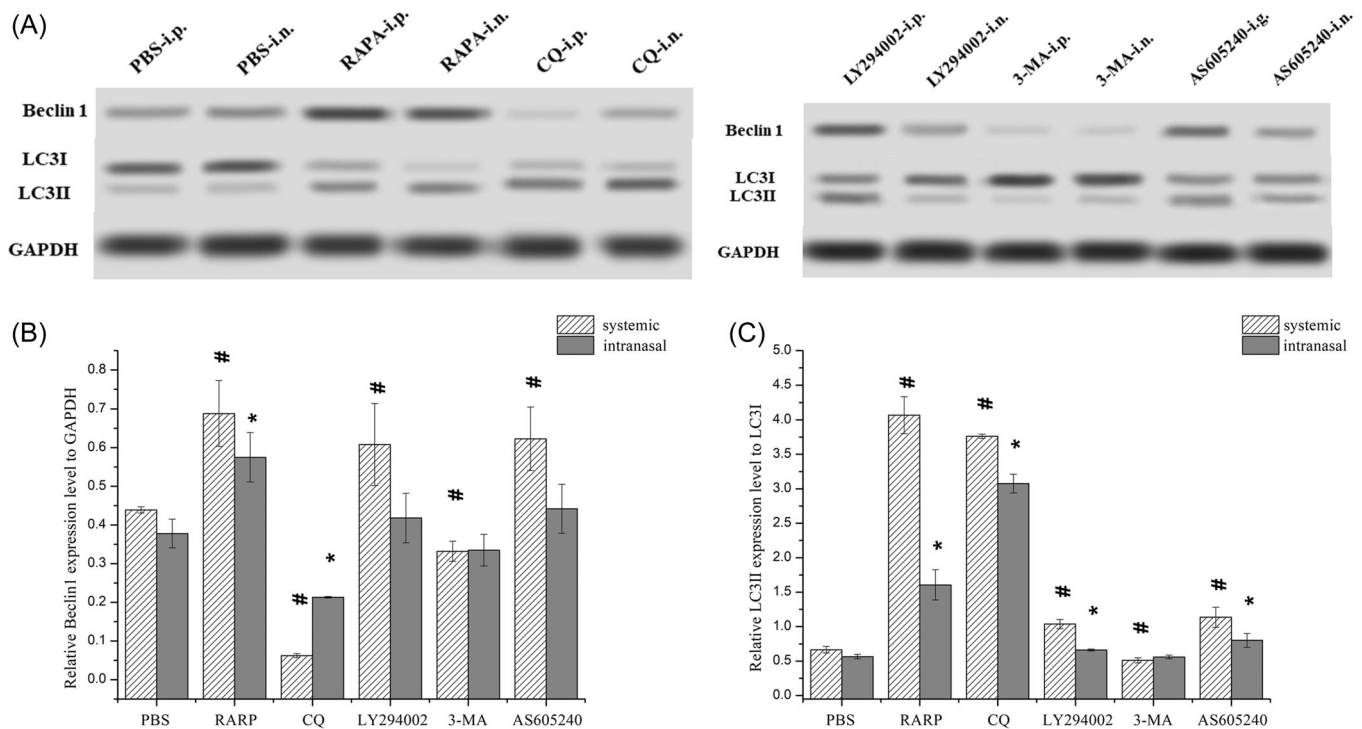 (A)
PBS-i.p.
PBS-i.n.
RAPA-i.p.
RAPA-i.n.
CQ-i.p.
CQ-i.n.
Beclin 1
LC3I
LC3II
GAPDH
LY294002-i.p.
LY294002-i.n.
3-MA-i.p.
3-MA-i.n.
AS605240-i.g.
AS605240-i.n.
Beclin 1
LC3I
LC3II
GAPDH
(B)
systemic
intranasal
Relative Beclin1 expression level to GAPDH
0.8
0.7
0.6
0.5
0.4
0.3
0.2
0.1
0.0
#
*
#
*
#
#
#
PBS
RARP
CQ
LY294002
3-MA
AS605240
(C)
systemic
intranasal
Relative LC3II expression level to LC3I
5.0
4.5
4.0
3.5
3.0
2.5
2.0
1.5
1.0
0.5
0.0
#
*
#
*
#
*
#
#
*
PBS
RARP
CQ
LY294002
3-MA
AS605240